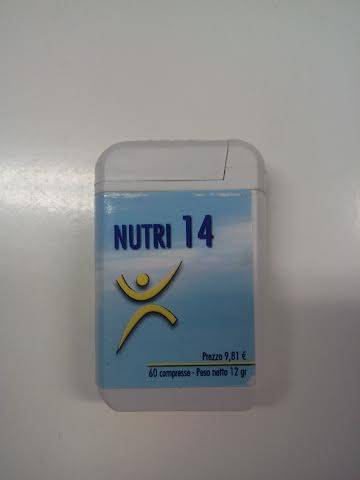 NUTRI 14
Prezzo 9,81 €
60 compresse - Peso netto 12 gr